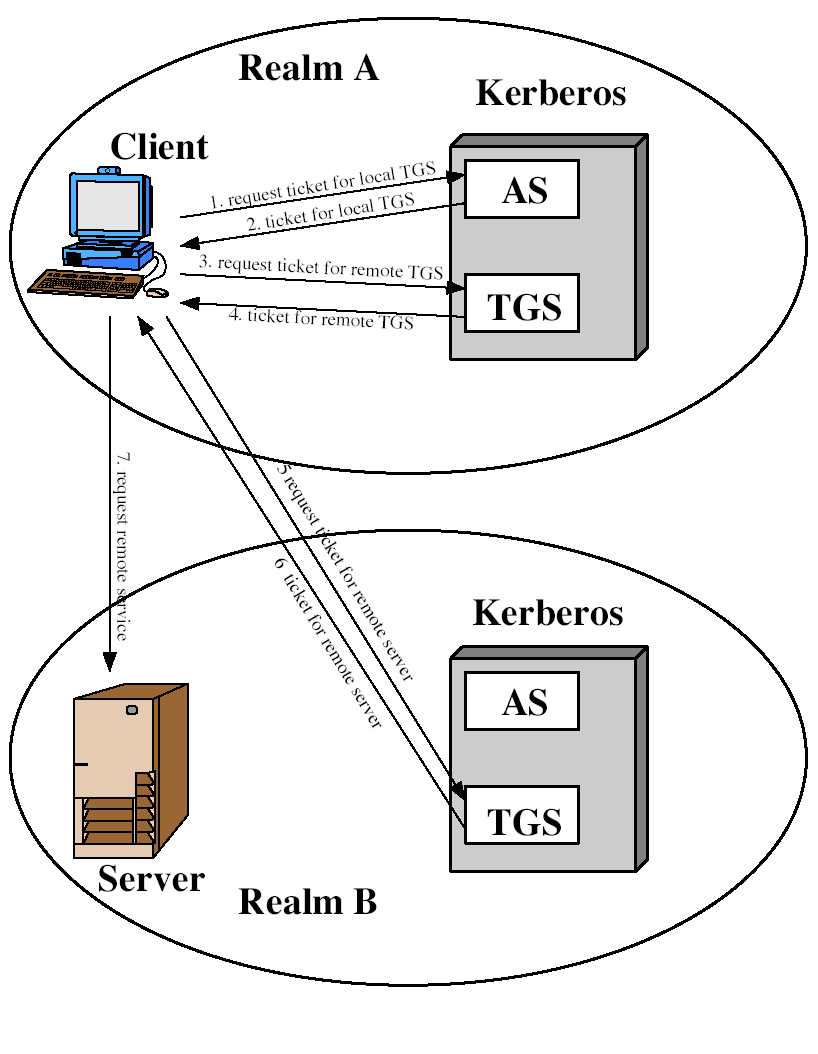 Realm A
Kerberos
Client
1. request ticket for local TGS
AS
2. ticket for local TGS
3. request ticket for remote TGS
TGS
4. ticket for remote TGS
7. request remote service
5 request ticket for remote server
6 ticket for remote server
Kerberos
AS
TGS
Server
Realm B